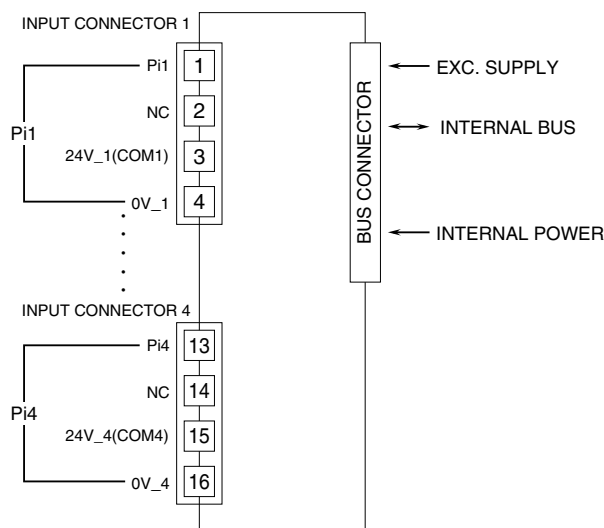 INPUT CONNECTOR 1
Pi1
1
NC
2
24V_1(COM1)
3
0V_1
4
Pi1
BUS CONNECTOR
EXC. SUPPLY
INTERNAL BUS
INTERNAL POWER
INPUT CONNECTOR 4
Pi4
13
NC
14
24V_4(COM4)
15
0V_4
16
Pi4